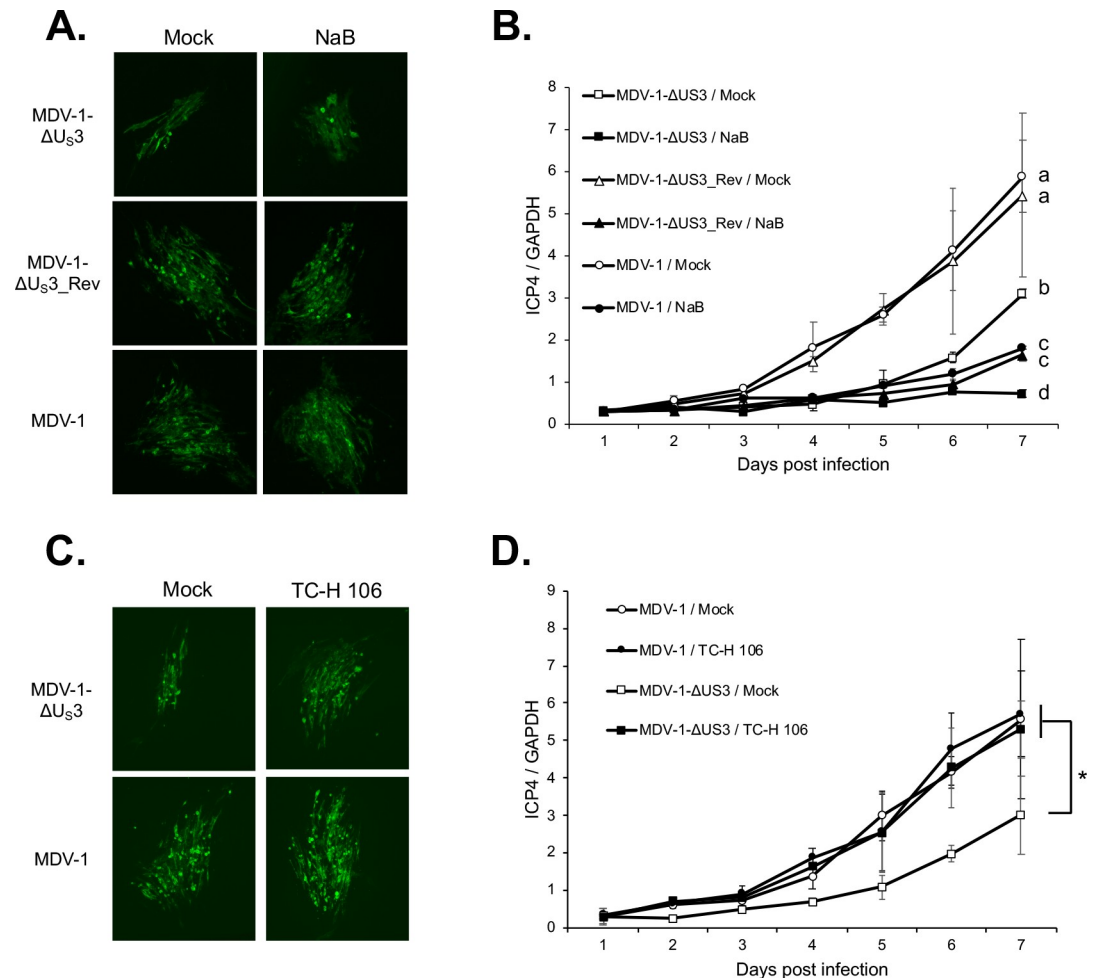 A.
Mock NaB
MDV-1-
ΔUS3
MDV-1-
ΔUS3_Rev
MDV-1
B.
ICP4 / GAPDH
8
7
6
5
4
3
2
1
0
MDV-1-ΔUS3 / Mock
MDV-1-ΔUS3 / NaB
MDV-1-ΔUS3_Rev / Mock
MDV-1-ΔUS3_Rev / NaB
MDV-1 / Mock
MDV-1 / NaB
a
a
b
c
c
d
1 2 3 4 5 6 7
Days post infection
C.
Mock TC-H 106
MDV-1-
ΔUS3
MDV-1
D.
ICP4 / GAPDH
9
8
7
6
5
4
3
2
1
0
MDV-1 / Mock
MDV-1 / TC-H 106
MDV-1-ΔUS3 / Mock
MDV-1-ΔUS3 / TC-H 106
*
1 2 3 4 5 6 7
Days post infection